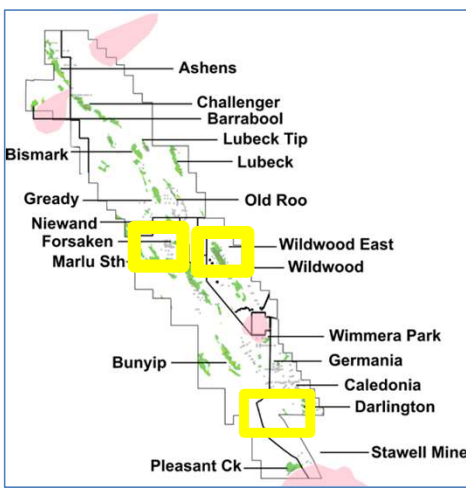 Ashens
Challenger
Barrabool
Lubeck Tip
Bismark
Lubeck
Gready
Old Roo
Niewand
Forsaken
Wildwood East
Marlu Sth
Wildwood
Wimmera Park
Germania
Bunyip
Caledonia
Darlington
Stawell Mine
Pleasant Ck